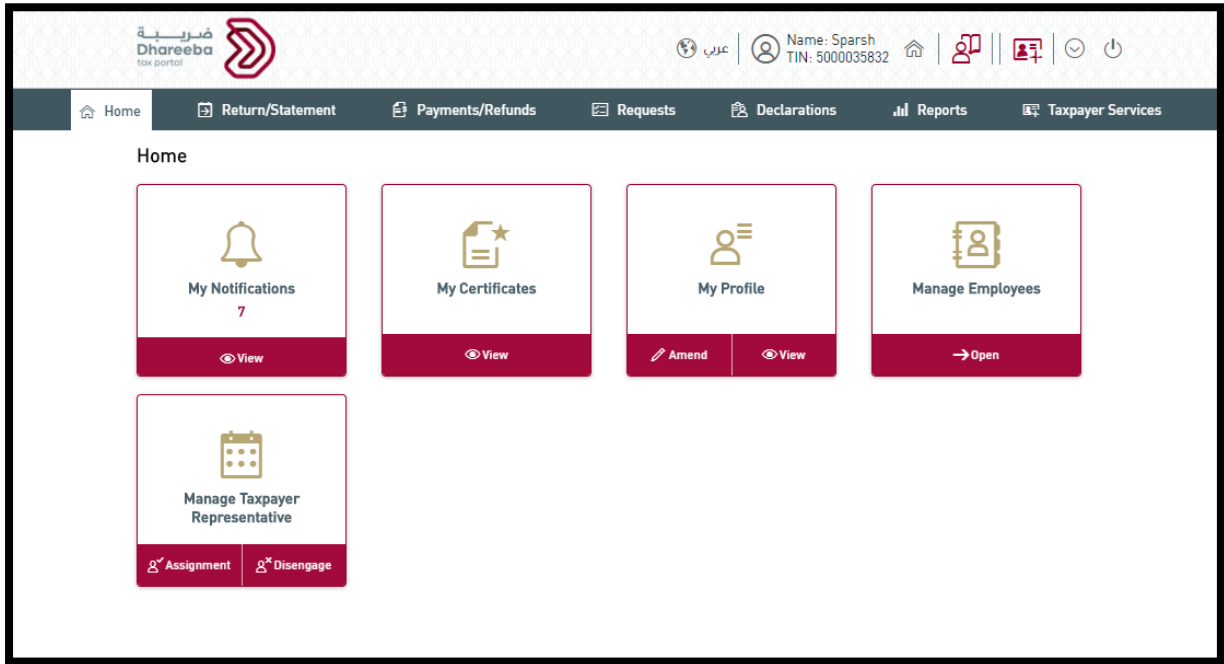 ضريبة
Dhareeba
tax portal
عربي
Name: Sparsh
TIN: 5000035832
Home
Return/Statement
Payments/Refunds
Requests
Declarations
Reports
Taxpayer Services
Home
My Notifications
7
View
My Certificates
View
My Profile
Amend
View
Manage Employees
Open
Manage Taxpayer
Representative
Assignment
Disengage